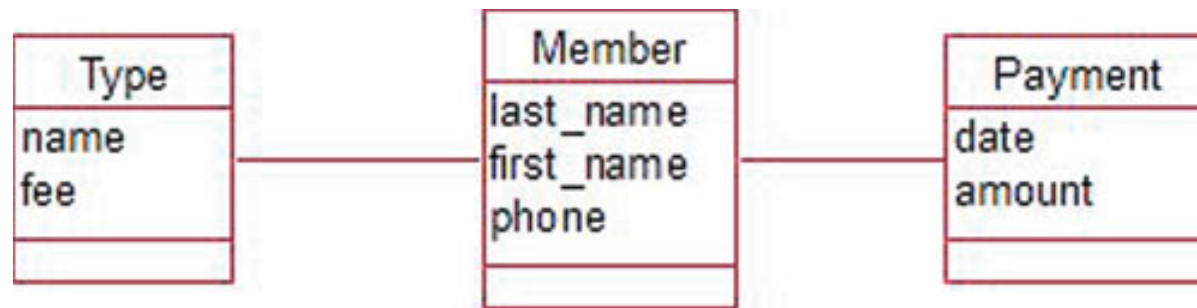 Type
name
fee
Member
last_name
first_name
phone
Payment
date
amount